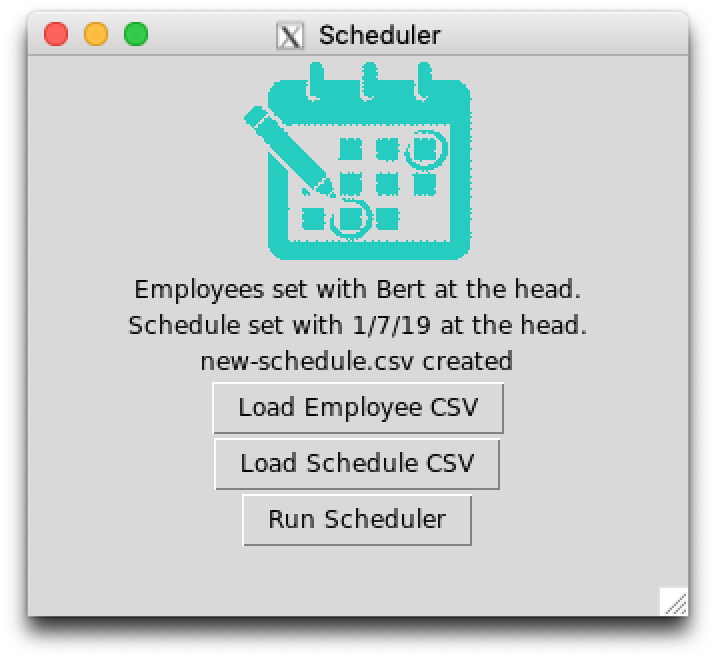 Scheduler
Employees set with Bert at the head.
Schedule set with 1/7/19 at the head.
new-schedule.csv created
Load Employee CSV
Load Schedule CSV
Run Scheduler